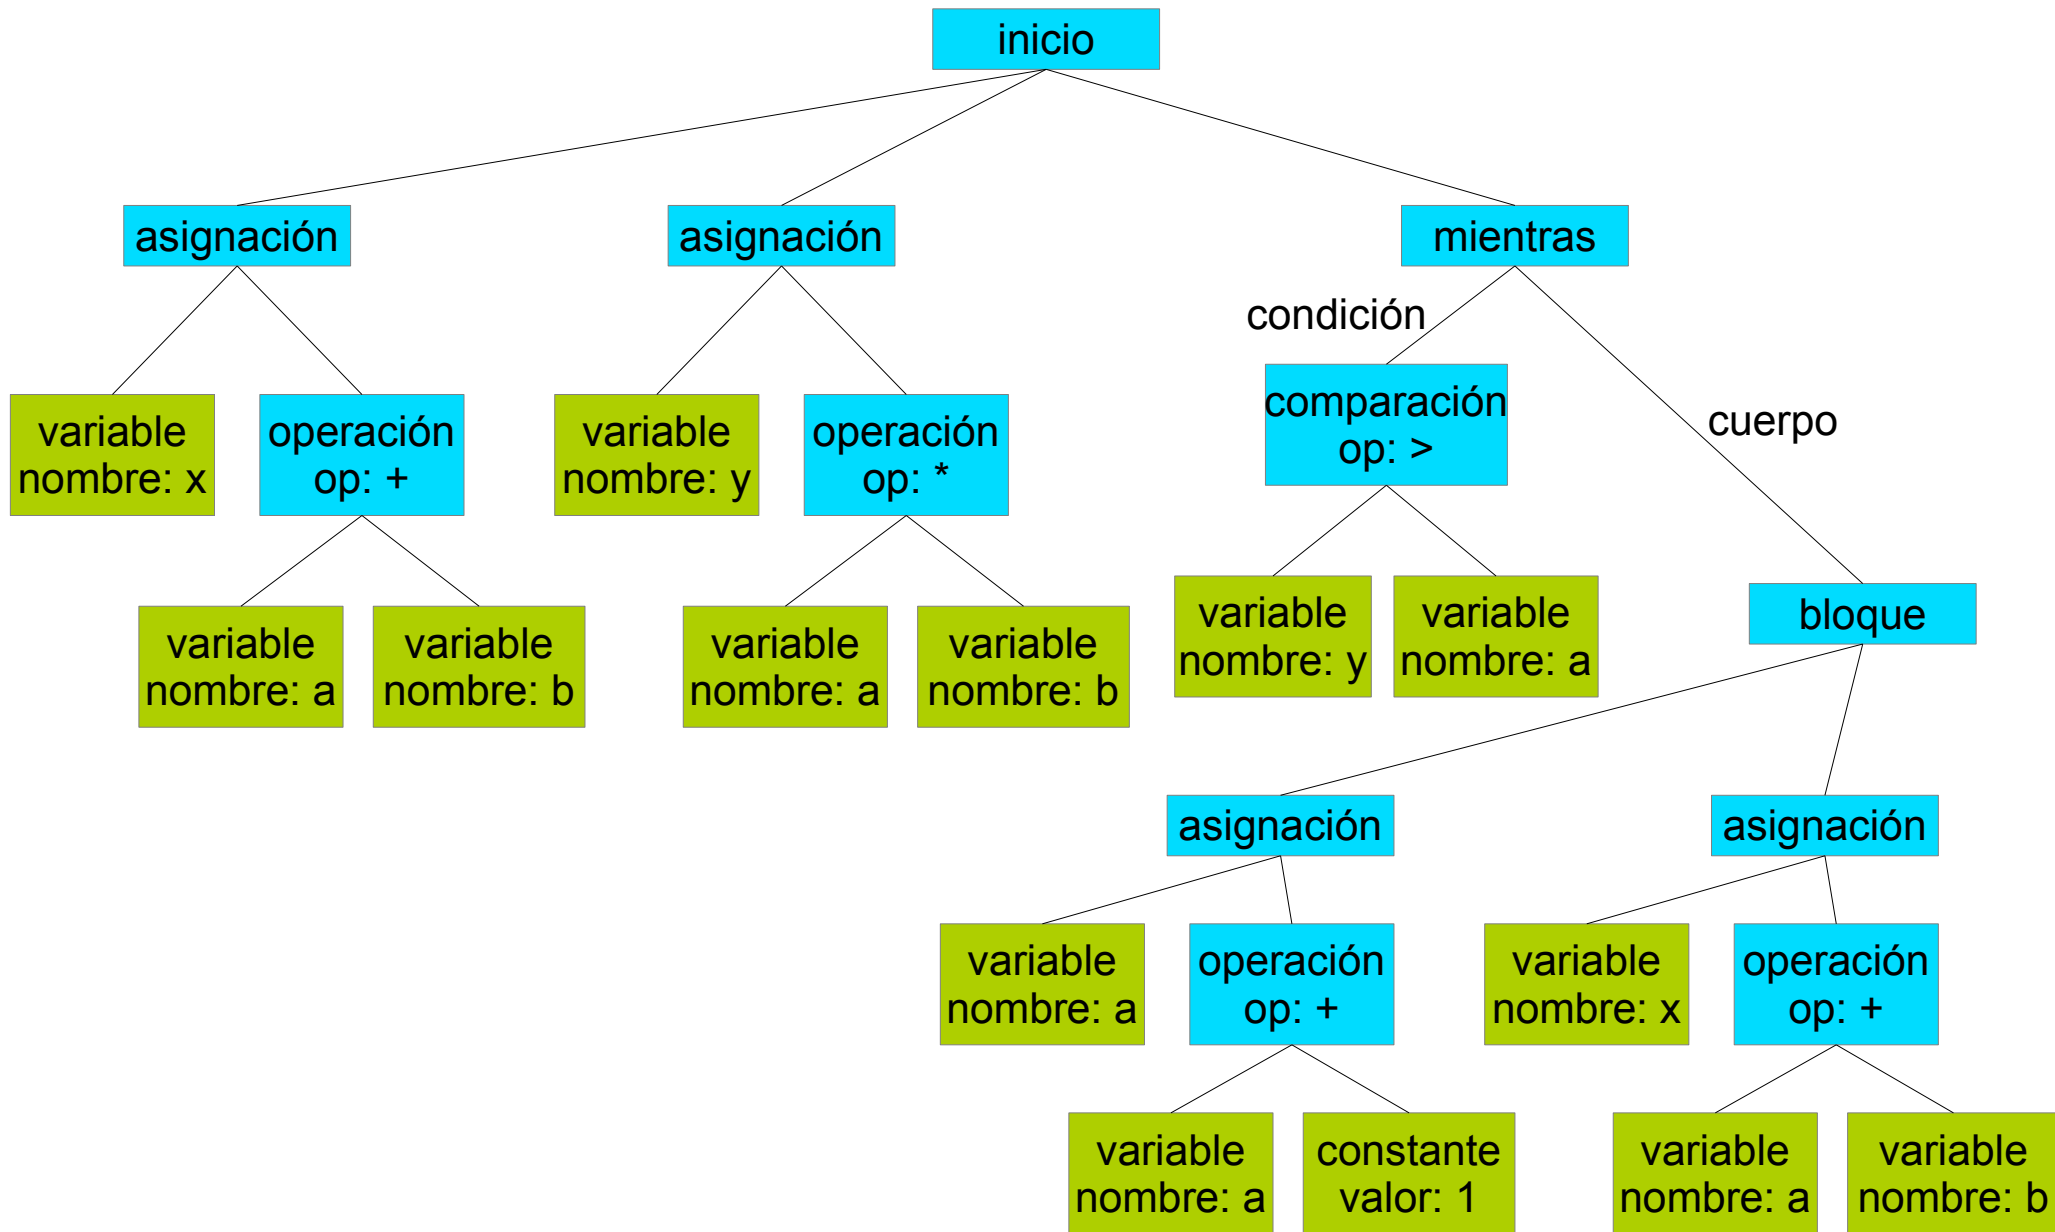 inicio
asignación
asignación
mientras
condición
variable
nombre: x
operación
op: +
variable
nombre: y
operación
op: *
comparación
op: >
cuerpo
variable
nombre: a
variable
nombre: b
variable
nombre: a
variable
nombre: b
variable
nombre: y
variable
nombre: a
bloque
asignación
asignación
variable
nombre: a
operación
op: +
variable
nombre: x
operación
op: +
variable
nombre: a
constante
valor: 1
variable
nombre: a
variable
nombre: b